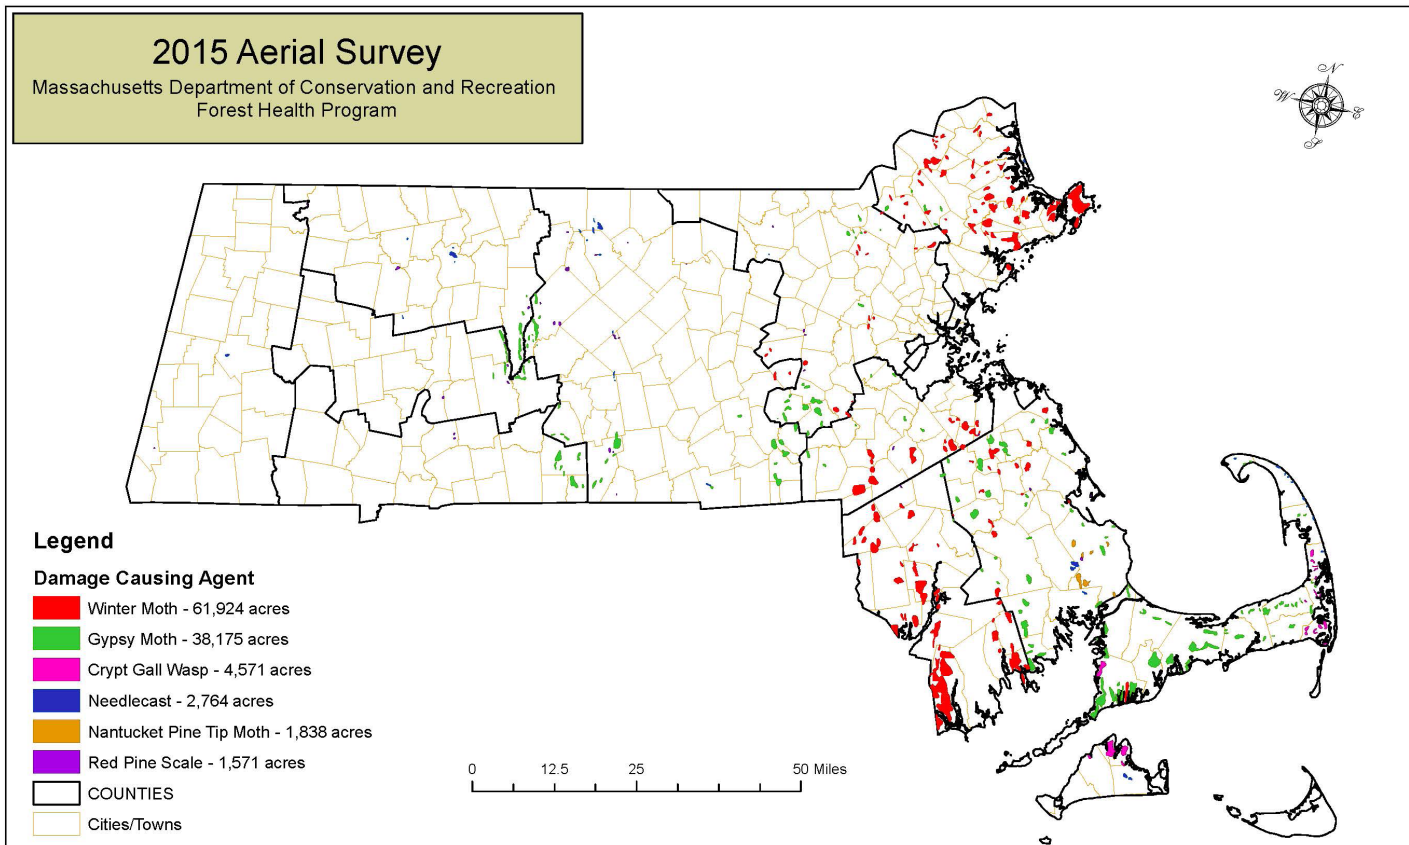 2015 Aerial Survey
Massachusetts Department of Conservation and Recreation
Forest Health Program
N
W
E
S
Legend
Damage Causing Agent
Winter Moth - 61,924 acres
Gypsy Moth - 38,175 acres
Crypt Gall Wasp - 4,571 acres
Needlecast - 2,764 acres
Nantucket Pine Tip Moth - 1,838 acres
Red Pine Scale - 1,571 acres
COUNTIES
Cities/Towns
0 12.5 25 50 Miles